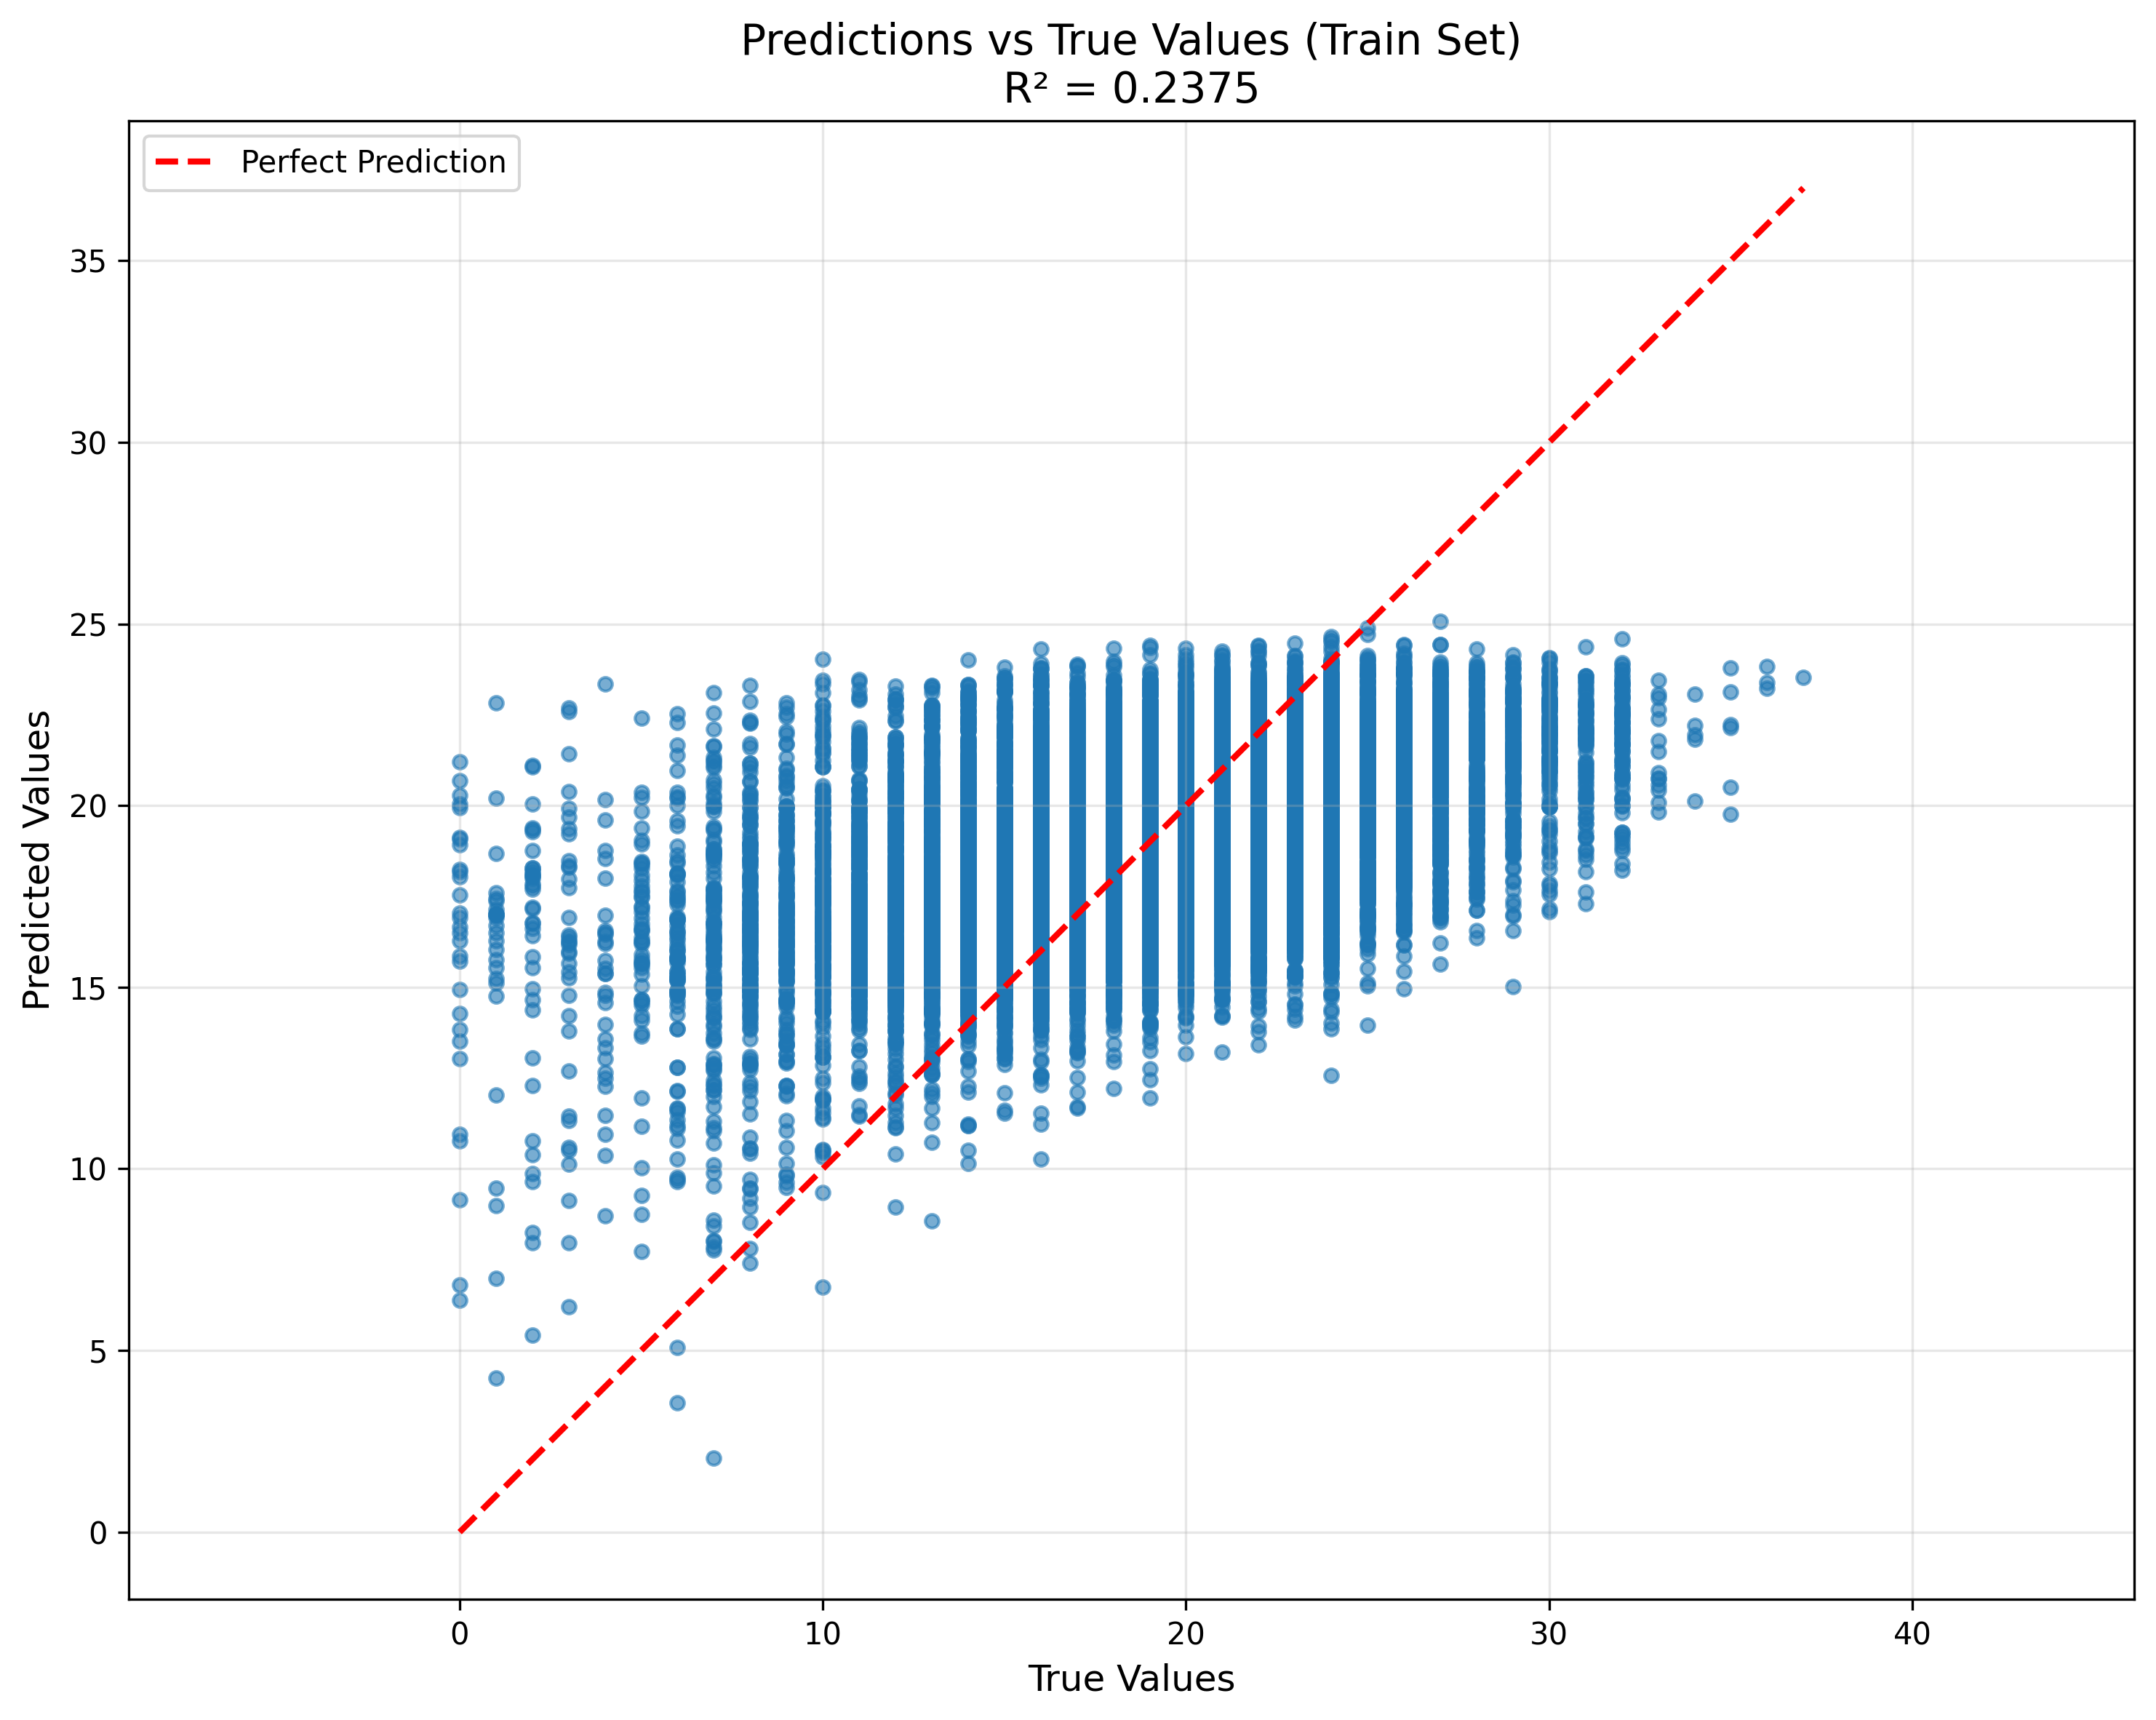 Predictions vs True Values (Train Set)
R² = 0.2375
Perfect Prediction
Predicted Values
35
30
25
20
15
10
5
0
0 10 20 30 40
True Values